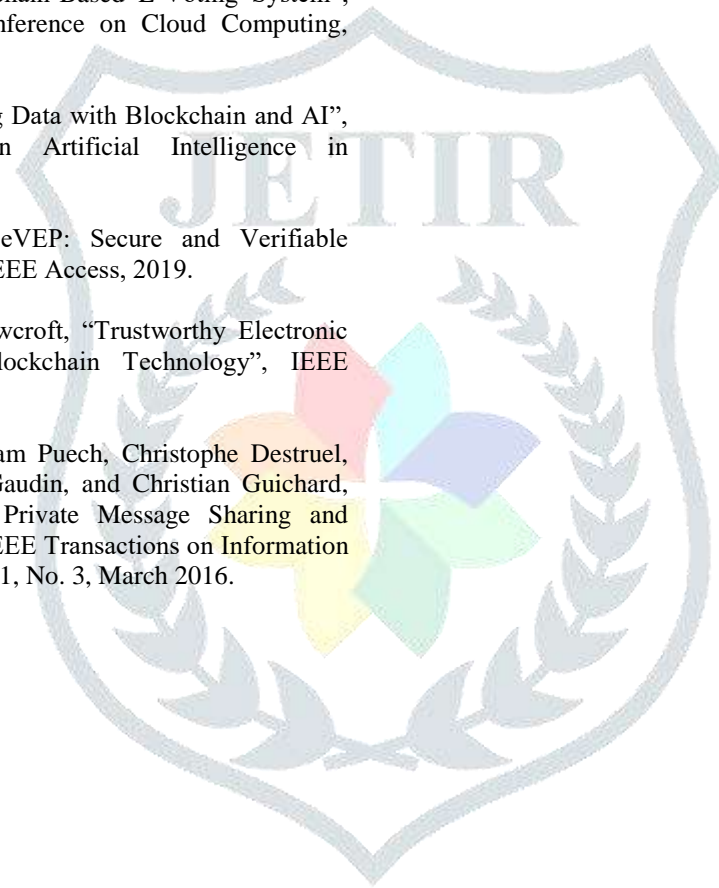 Based E Voting System",
nference on Cloud Computing,
g Data with Blockchain and AI",
n Artificial Intelligence in
eVEP: Secure and Verifiable
EEE Access, 2019.
wcroft, “Trustworthy Electronic
lockchain Technology”, IEEE
am Puech, Christophe Destruel,
Gaudin, and Christian Guichard,
Private Message Sharing and
EEE Transactions on Information
1, No. 3, March 2016.
JETIR